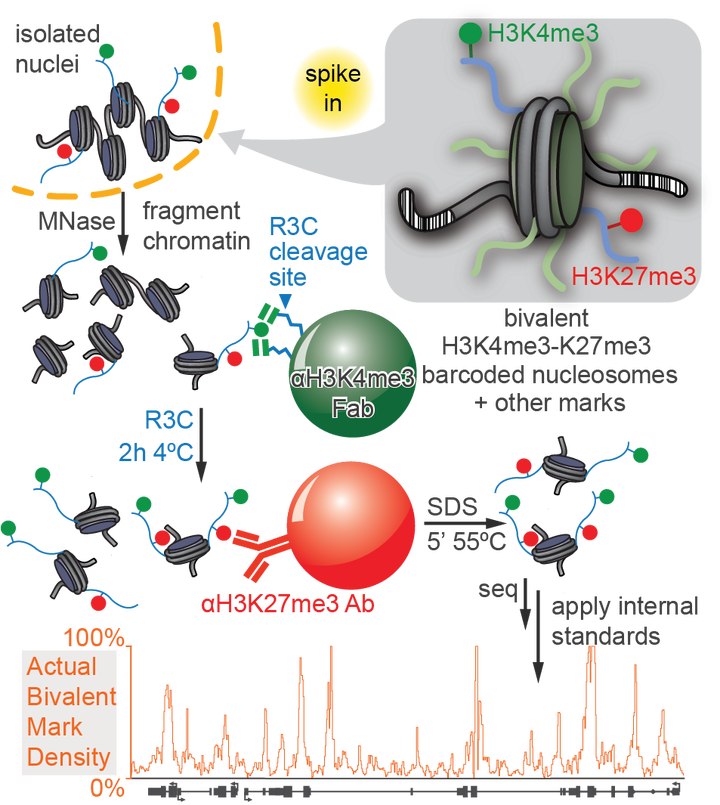 isolated
nuclei
spike
in
H3K4me3
H3K27me3
MNase
fragment
chromatin
R3C
cleavage
site
bivalent
H3K4me3-K27me3
barcoded nucleosomes
+ other marks
αH3K4me3
Fab
R3C
2h 4ºC
SDS
5’ 55ºC
αH3K27me3 Ab
seq
apply internal
standards
100%
Actual
Bivalent
Mark
Density
0%